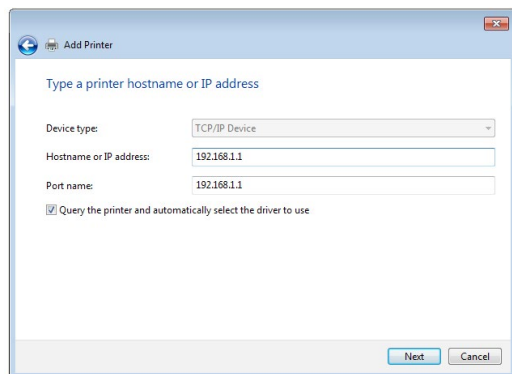 Add Printer
Type a printer hostname or IP address
Device type: TCP/IP Device
Hostname or IP address: 192.168.1.1
Port name: 192.168.1.1
Query the printer and automatically select the driver to use
Next Cancel